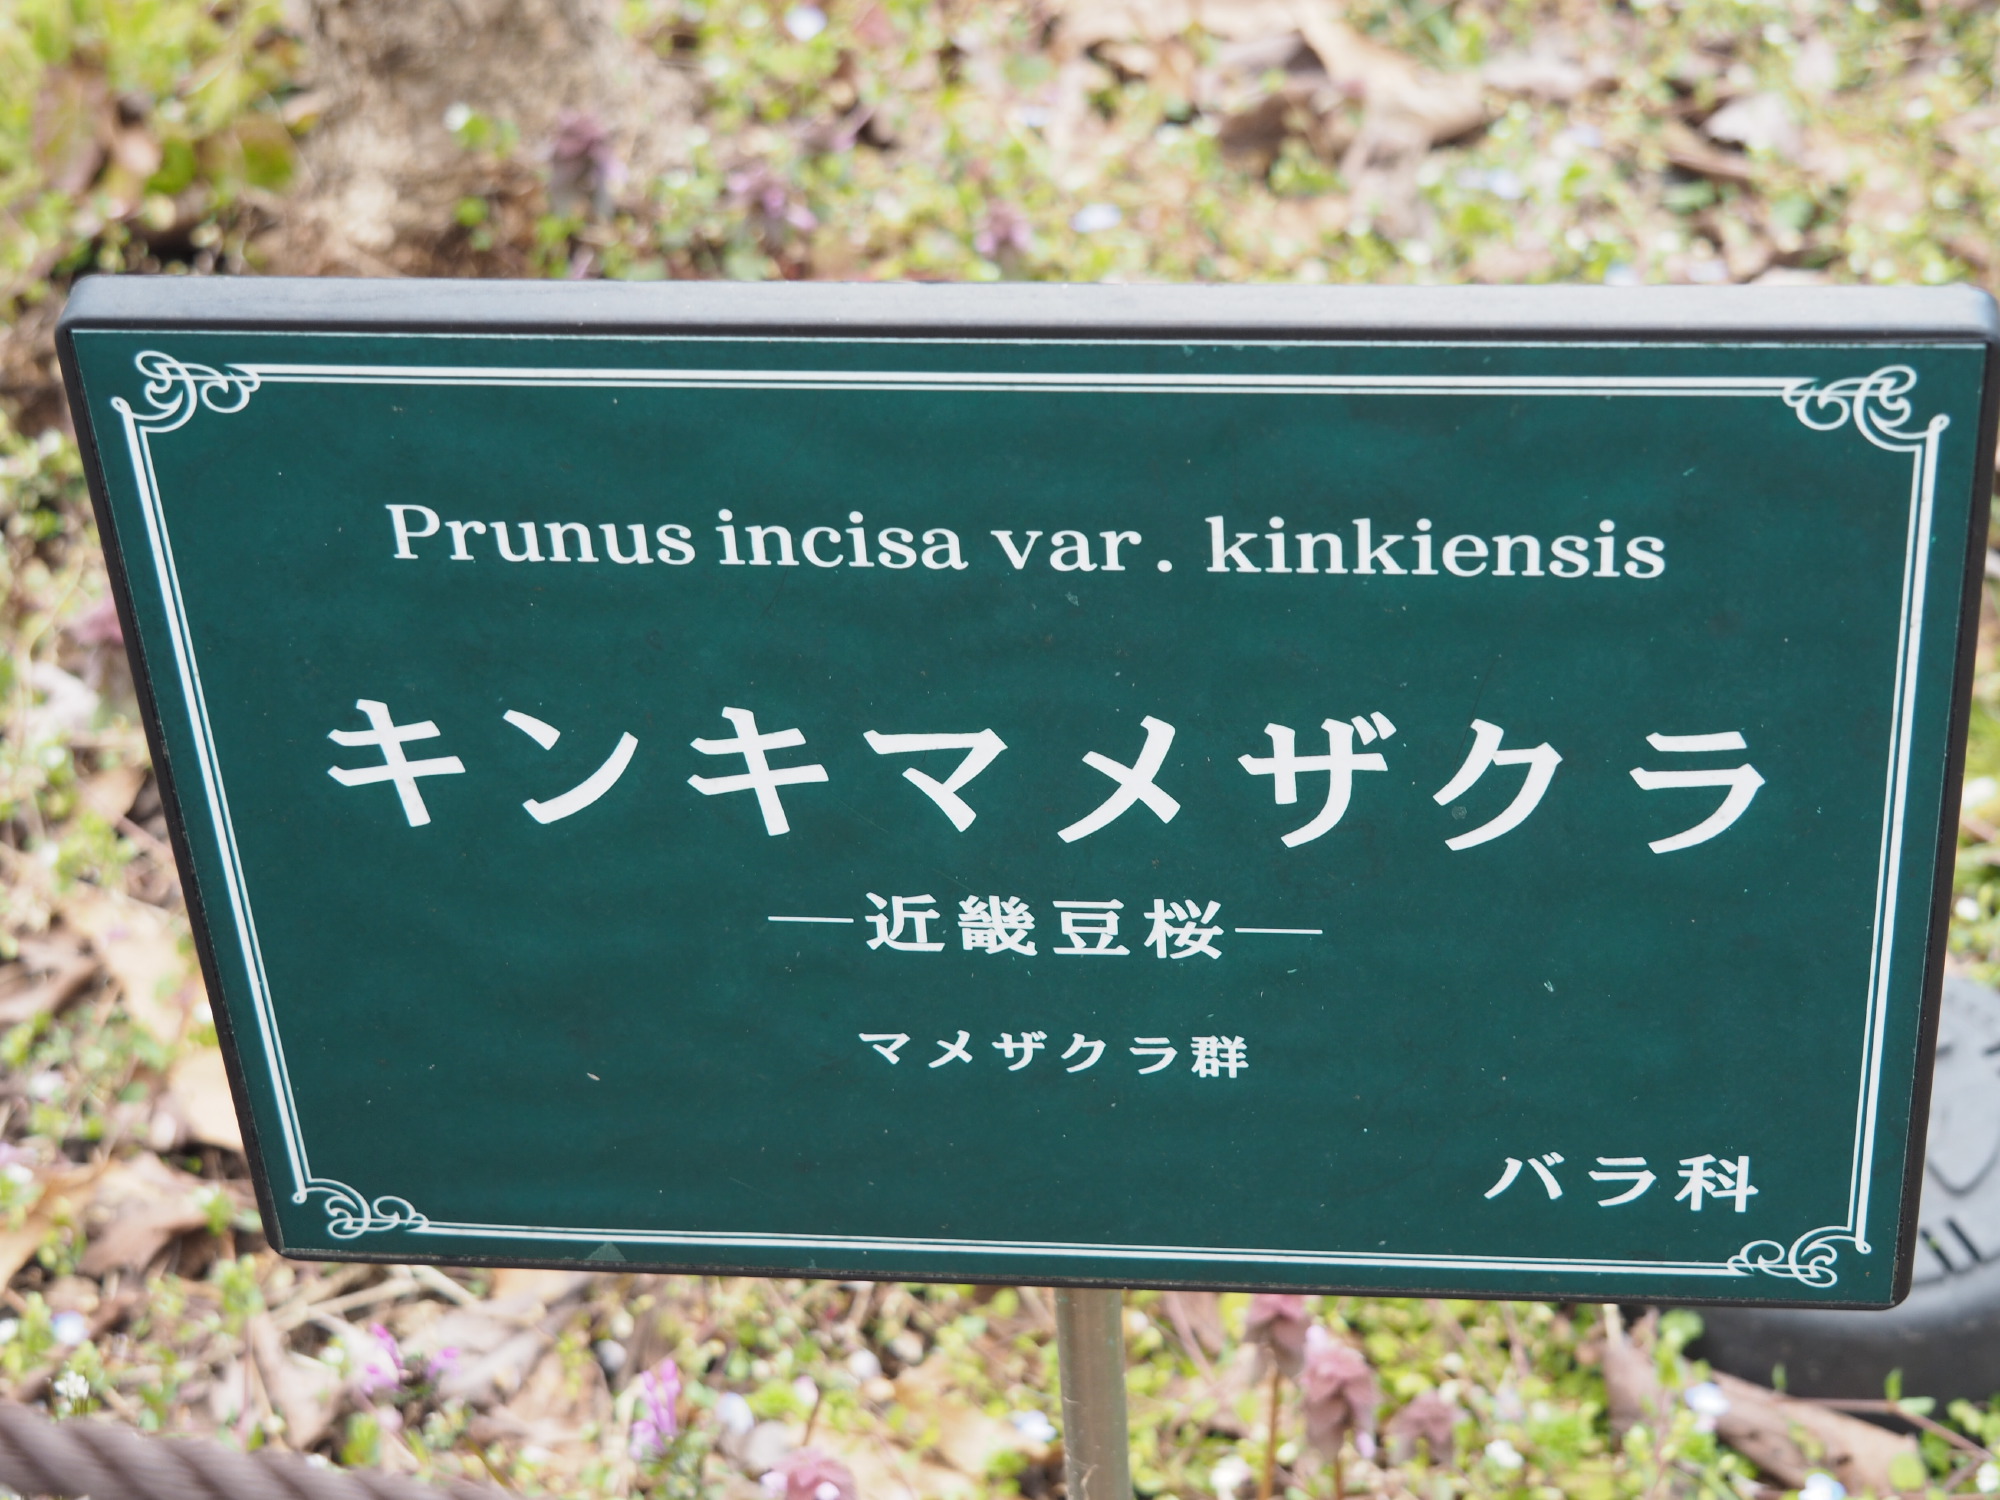 Prunus incisa var. kinkiensis
キンキマメザクラ
―近畿豆桜―
マメザクラ群
バラ科